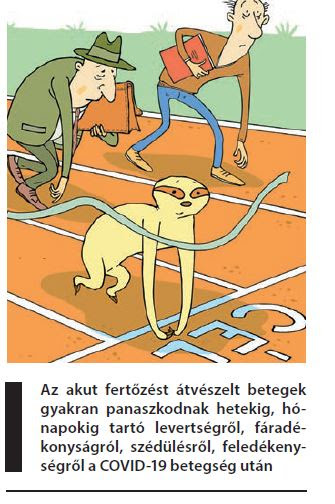 Az akut fertőzést átvészelt betegek
gyakran panaszkodnak hetekig, hó-
napokig tartó levertségről, fáradé-
konyságról, szédülésről, feledékeny-
ségről a COVID-19 betegség után